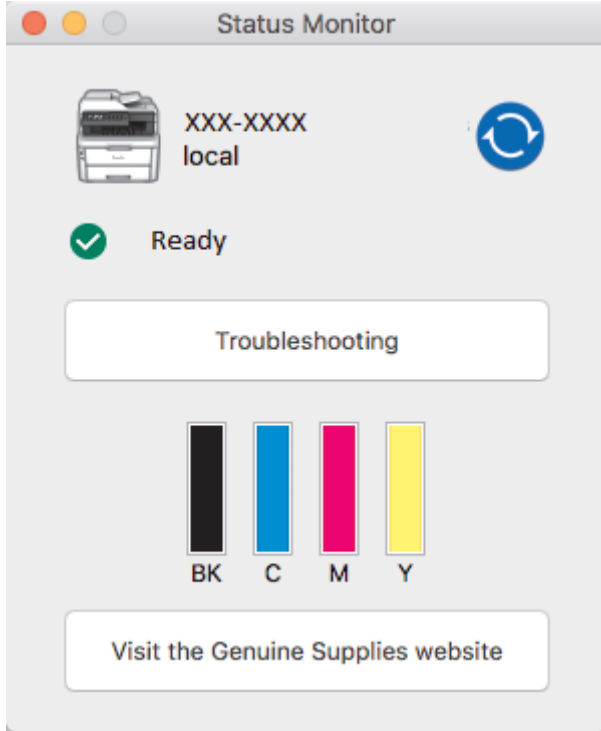 Status Monitor
XXX-XXXX
local
Ready
Troubleshooting
BK C M Y
Visit the Genuine Supplies website